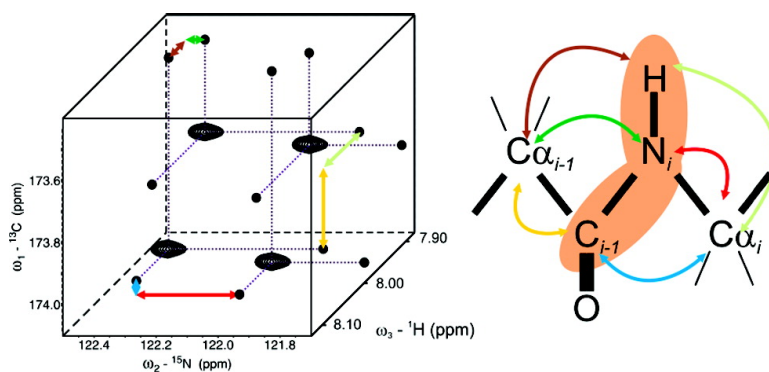 173.6
173.8
174.0
ω₁ - ¹³C (ppm)
122.4 122.2 122.0 121.8
ω₂ - ¹⁵N (ppm)
7.90
8.00
8.10
ω₃ - ¹H (ppm)
H
Cαi-1 Ni
Ci-1 Cαi
O